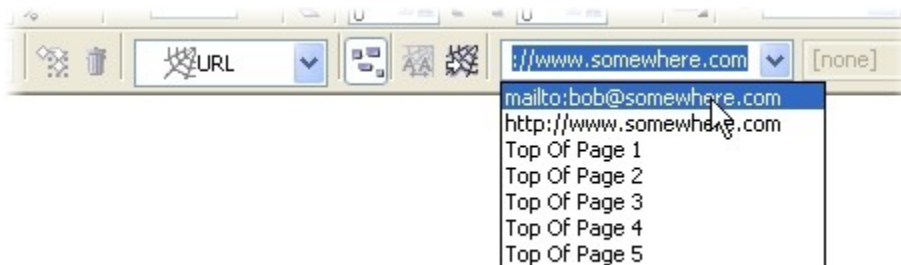 URL ://www.somewhere.com [none]
mailto:bob@somewhere.com
http://www.somewhere.com
Top Of Page 1
Top Of Page 2
Top Of Page 3
Top Of Page 4
Top Of Page 5